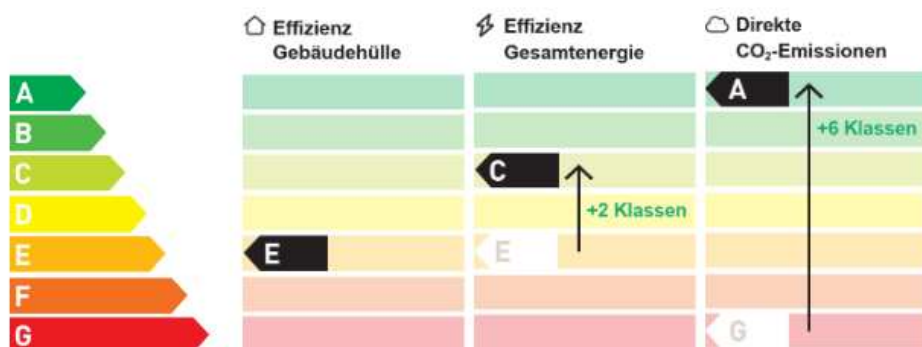 Effizienz
Gebäudehülle
Effizienz
Gesamtenergie
Direkte
CO₂-Emissionen
A
B
C
D
E
F
G
E
C
+2 Klassen
E
A
+6 Klassen
G